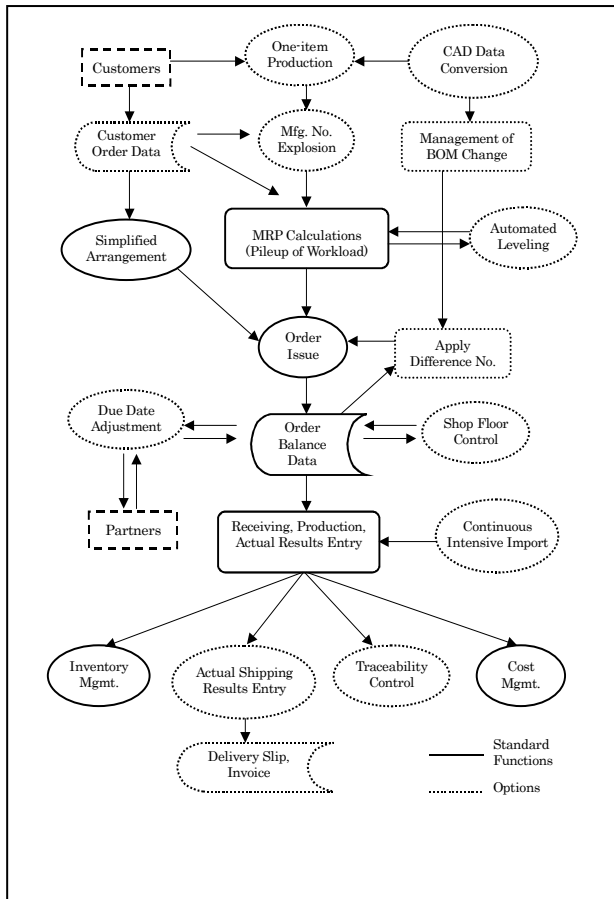 One-item
Production
CAD Data
Conversion
Customers
Customer
Order Data
Mfg. No.
Explosion
Management of
BOM Change
Simplified
Arrangement
MRP Calculations
(Pileup of Workload)
Automated
Leveling
Order
Issue
Apply
Difference No.
Due Date
Adjustment
Order
Balance
Data
Shop Floor
Control
Partners
Receiving, Production,
Actual Results Entry
Continuous
Intensive Import
Inventory
Mgmt.
Actual Shipping
Results Entry
Traceability
Control
Cost
Mgmt.
Delivery Slip,
Invoice
Standard
Functions
Options